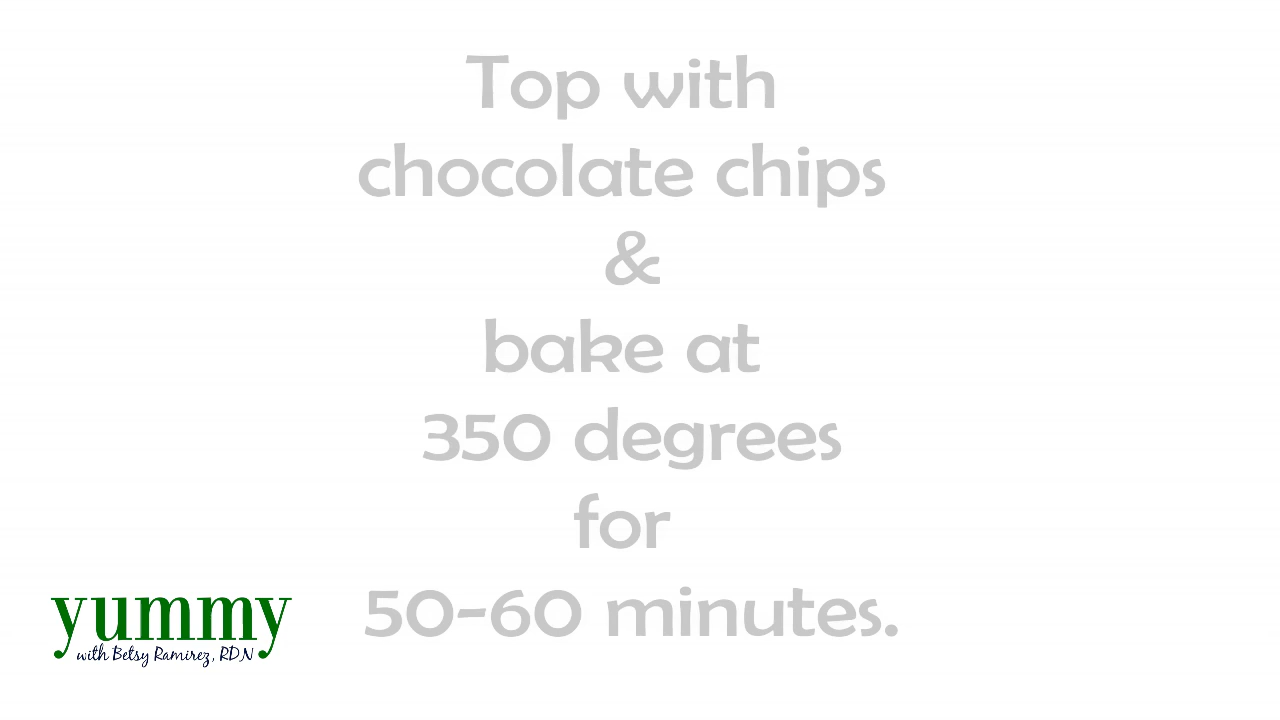 Top with
chocolate chips
&
bake at
350 degrees
for
50-60 minutes.
yummy
with Betsy Ramirez, RDN